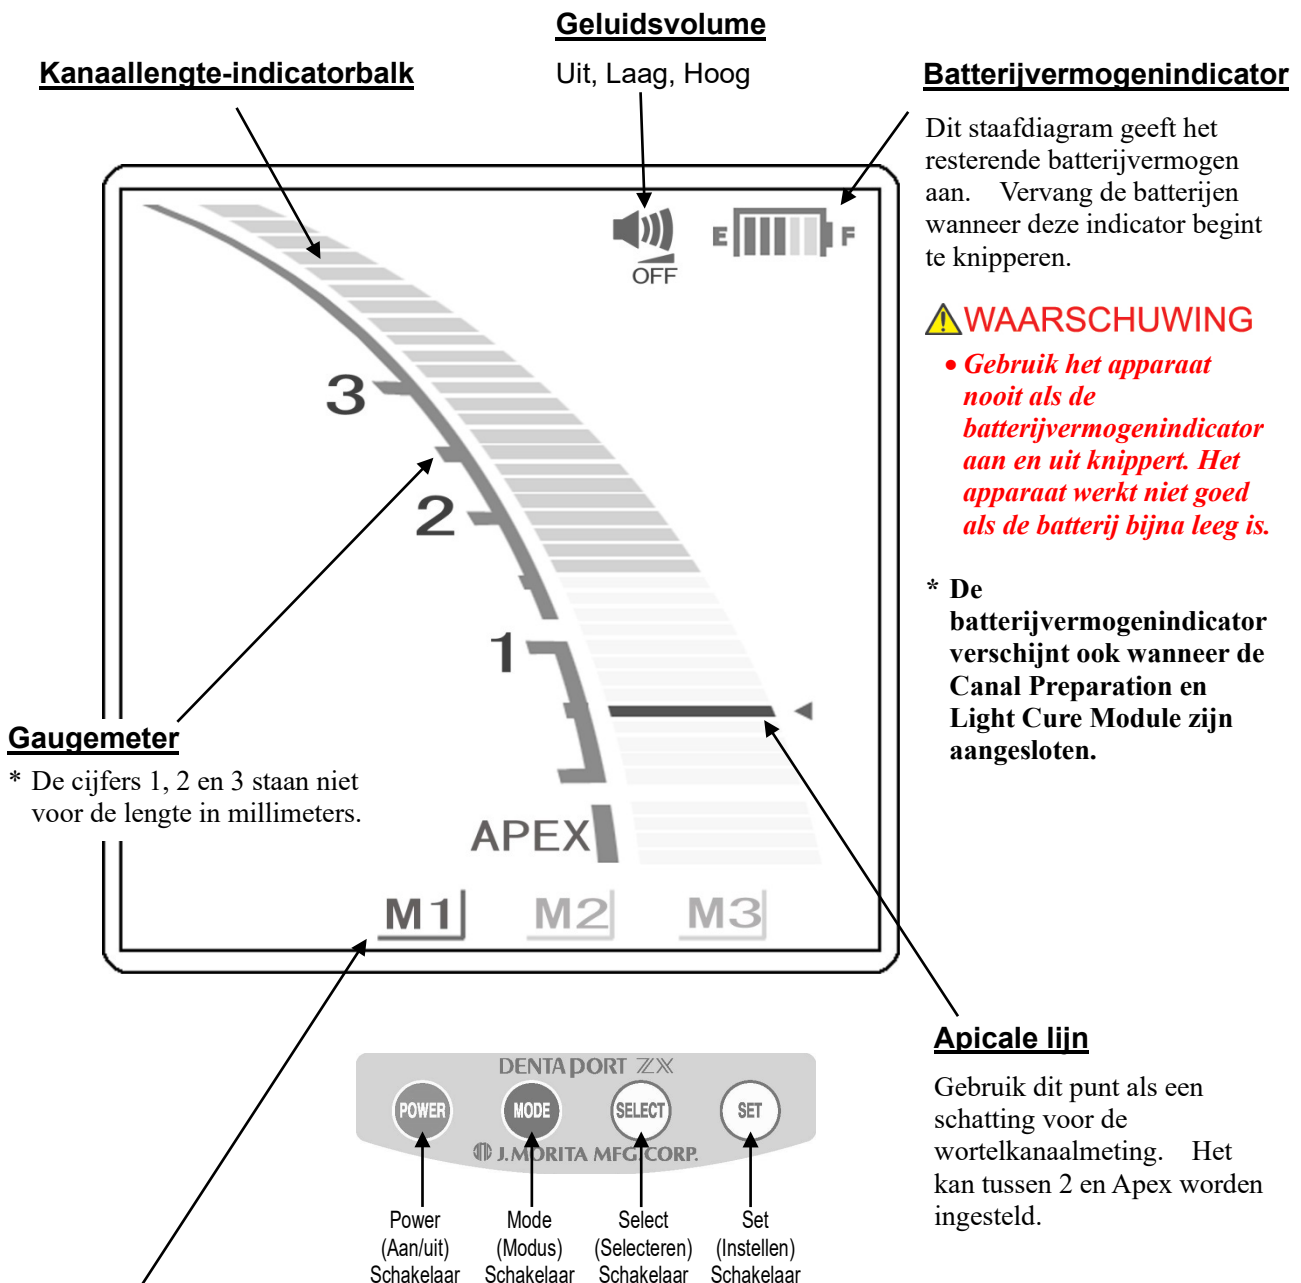 Geluidsvolume
Uit, Laag, Hoog
Kanaallengte-indicatorbalk
Batterijvermogenindicator
Dit staafdiagram geeft het
resterende batterijvermogen
aan. Vervang de batterijen
wanneer deze indicator begint
te knipperen.
WAARSCHUWING
• Gebruik het apparaat
nooit als de
batterijvermogenindicator
aan en uit knippert. Het
apparaat werkt niet goed
als de batterij bijna leeg is.
* De
batterijvermogenindicator
verschijnt ook wanneer de
Canal Preparation en
Light Cure Module zijn
aangesloten.
OFF
E F
3
2
1
APEX
M1 M2 M3
Gaugemeter
* De cijfers 1, 2 en 3 staan niet
voor de lengte in millimeters.
Apicale lijn
Gebruik dit punt als een
schatting voor de
wortelkanaalmeting. Het
kan tussen 2 en Apex worden
ingesteld.
DENTAPORT ZX
POWER MODE SELECT SET
J. MORITA MFG. CORP.
Power
(Aan/uit)
Schakelaar
Mode
(Modus)
Schakelaar
Select
(Selecteren)
Schakelaar
Set
(Instellen)
Schakelaar